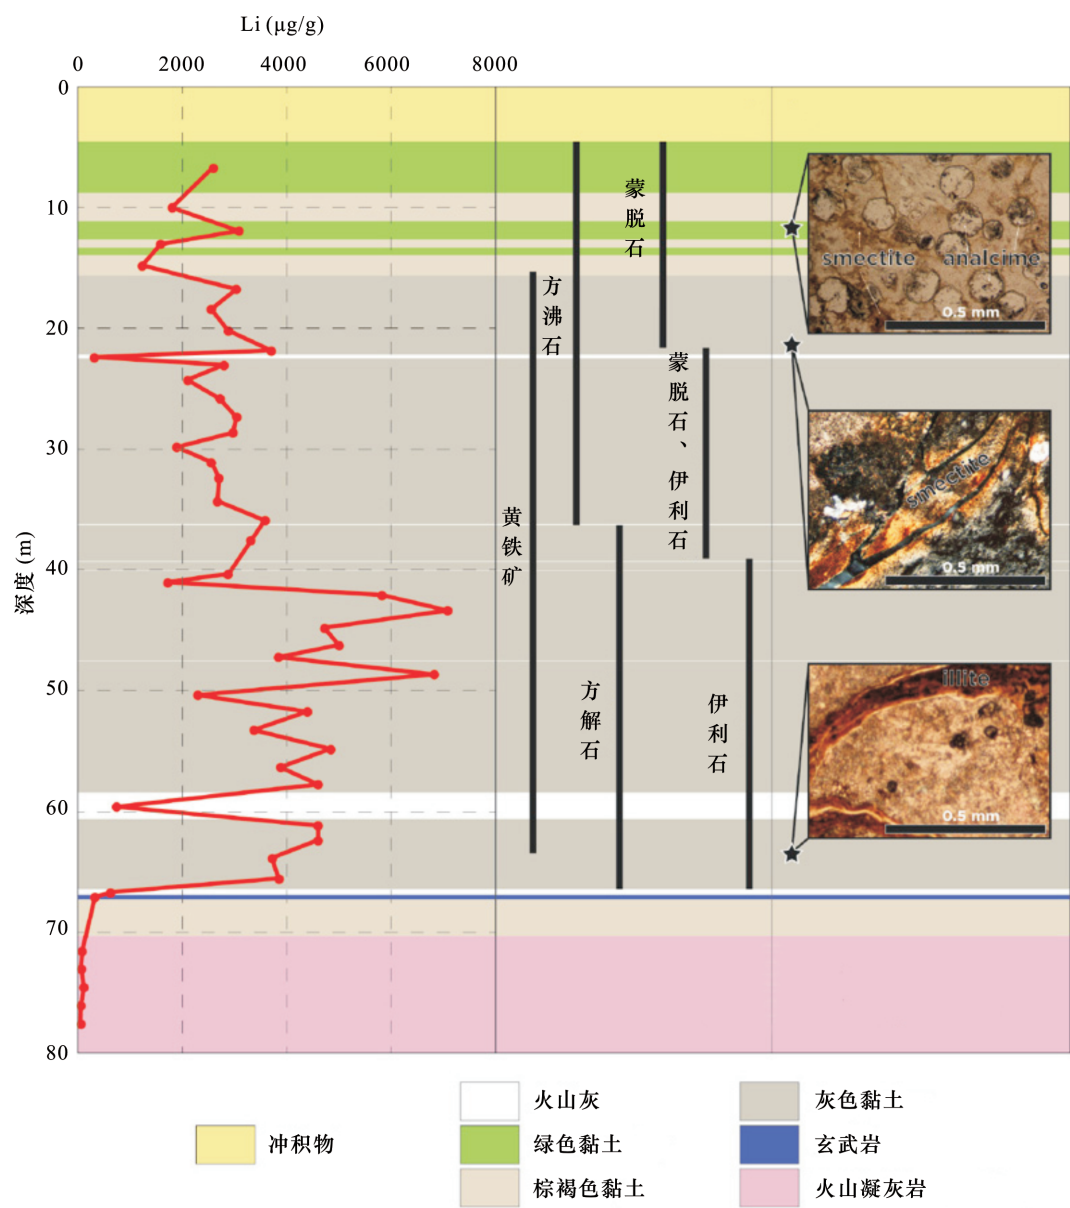 Li (μg/g)
0 2000 4000 6000 8000
0
10
20
30
40
50
60
70
80
深度 (m)
黄铁矿
方沸石
方解石
蒙脱石
蒙脱石、伊利石
伊利石
smectite analcime
0.5 mm
smectite
0.5 mm
illite
0.5 mm
冲积物
火山灰
绿色黏土
棕褐色黏土
灰色黏土
玄武岩
火山凝灰岩